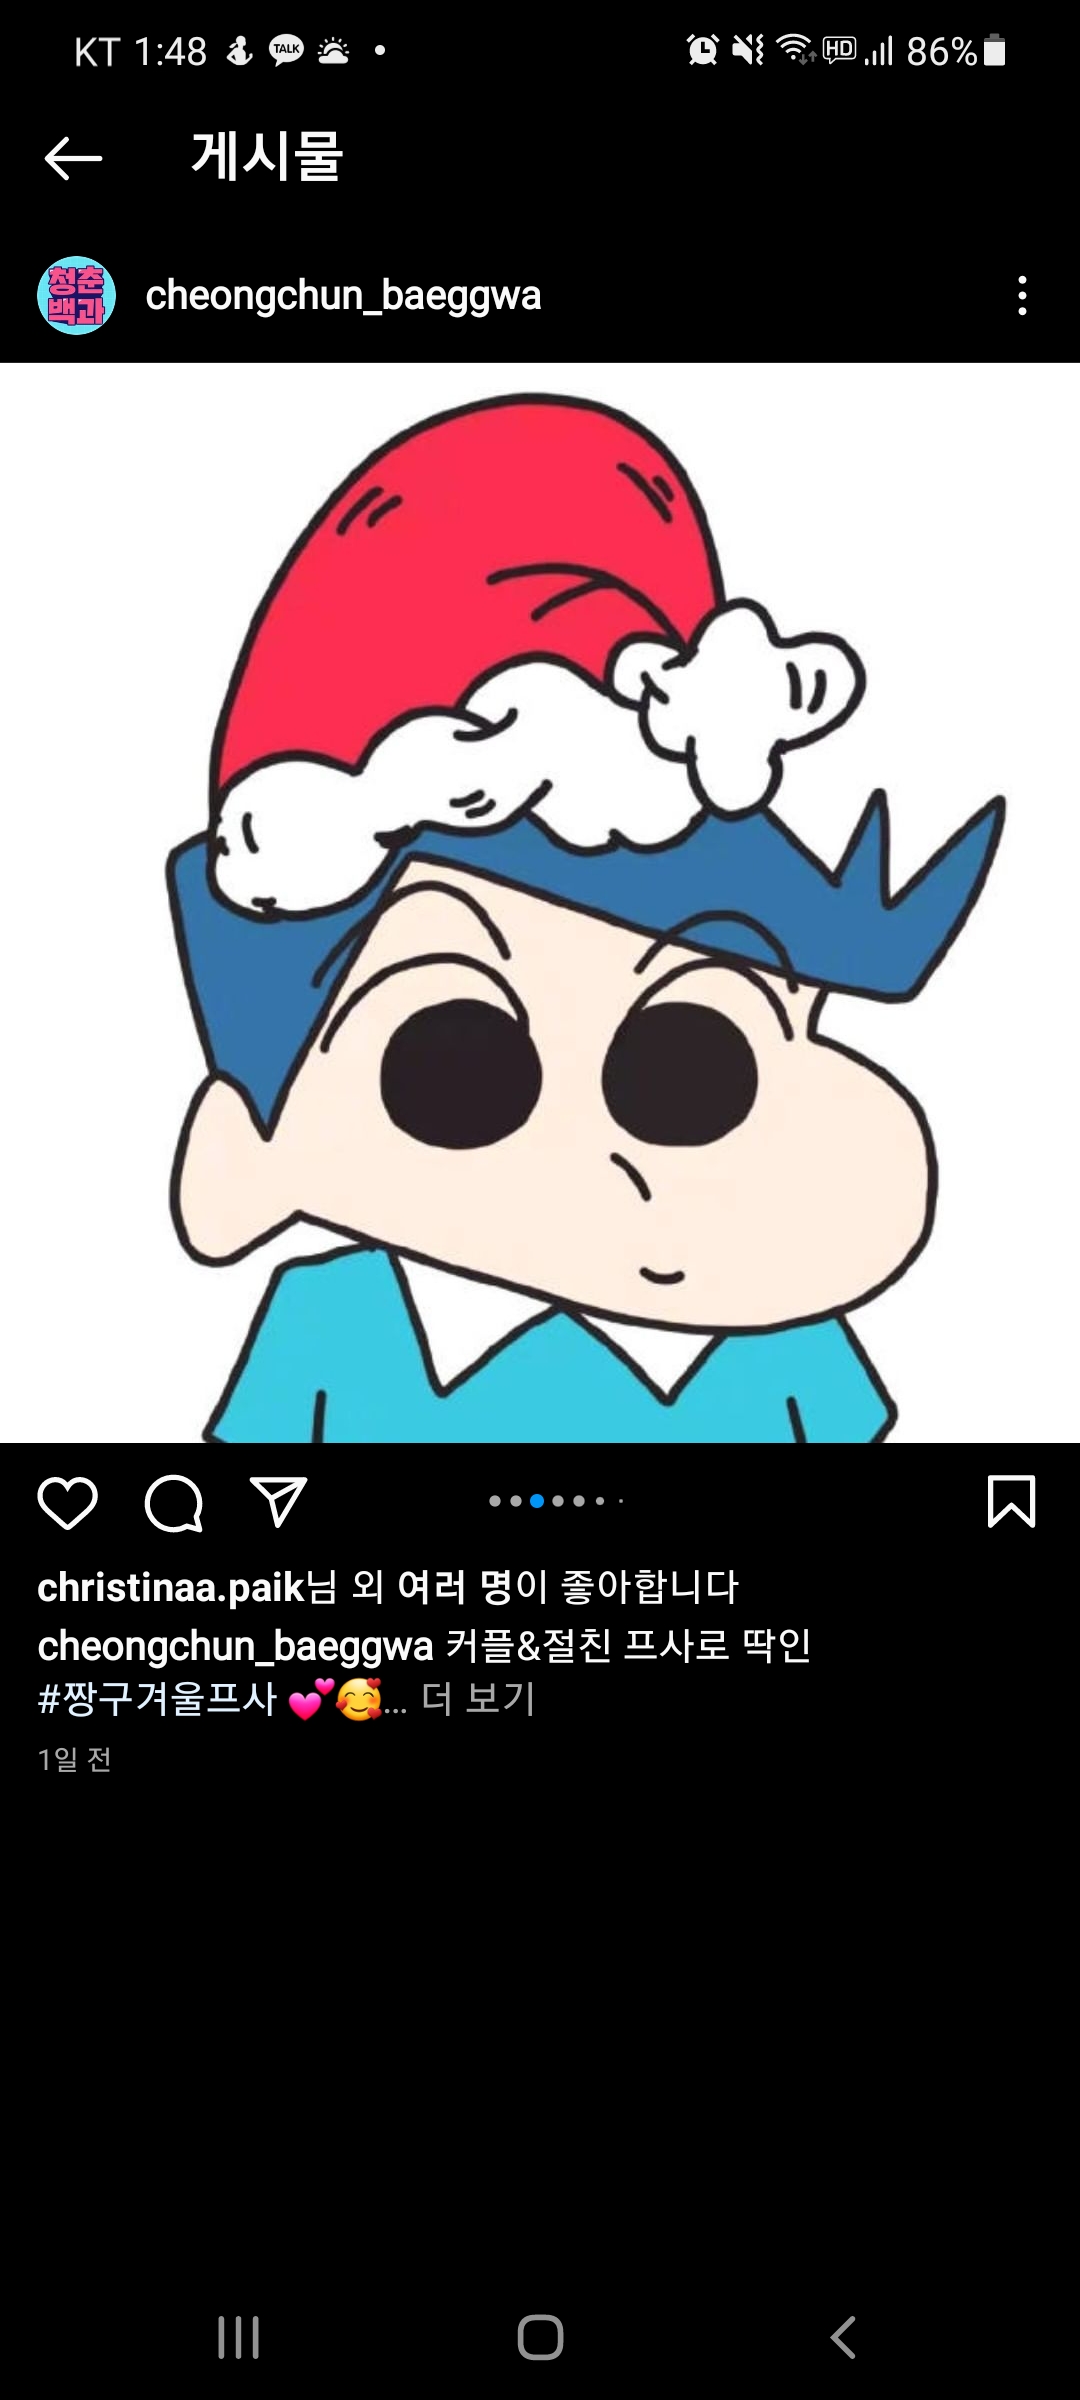 KT 1:48 TALK HD 86%
게시물
청춘
백과
cheongchun_baeggwa
christinaa.paik님 외 여러 명이 좋아합니다
cheongchun_baeggwa 커플&절친 프사로 딱인
#짱구겨울프사 💕🥰... 더 보기
1일 전